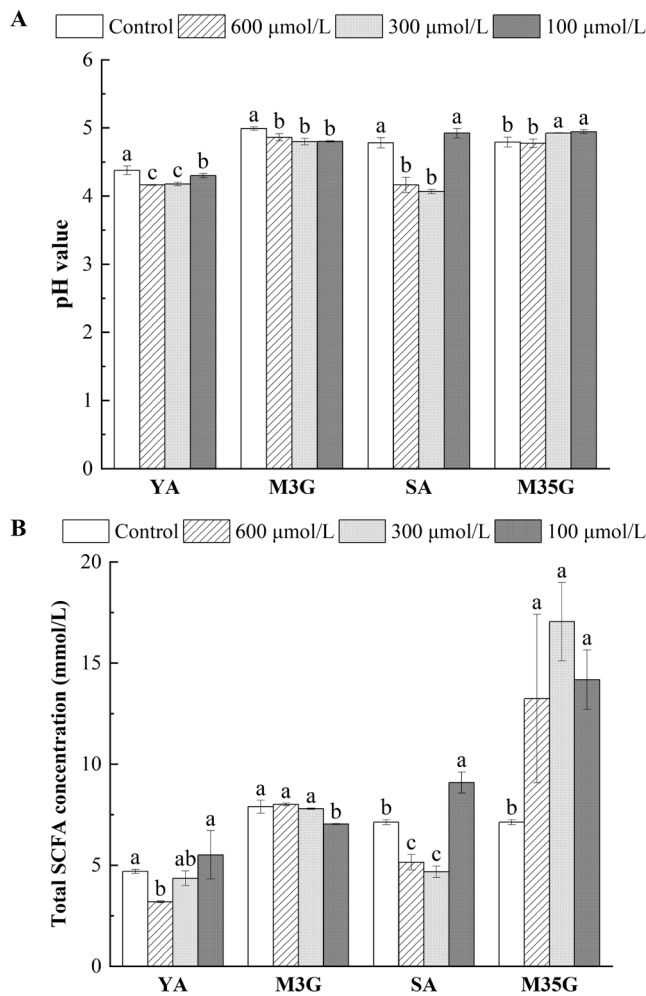 A
Control 600 μmol/L 300 μmol/L 100 μmol/L
a c c b a b b b a b b a b b a a
pH value
6
5
4
3
2
1
0
YA M3G SA M35G
B
Control 600 μmol/L 300 μmol/L 100 μmol/L
a b ab a a a a b b c c a b a a a
Total SCFA concentration (mmol/L)
20
15
10
5
0
YA M3G SA M35G